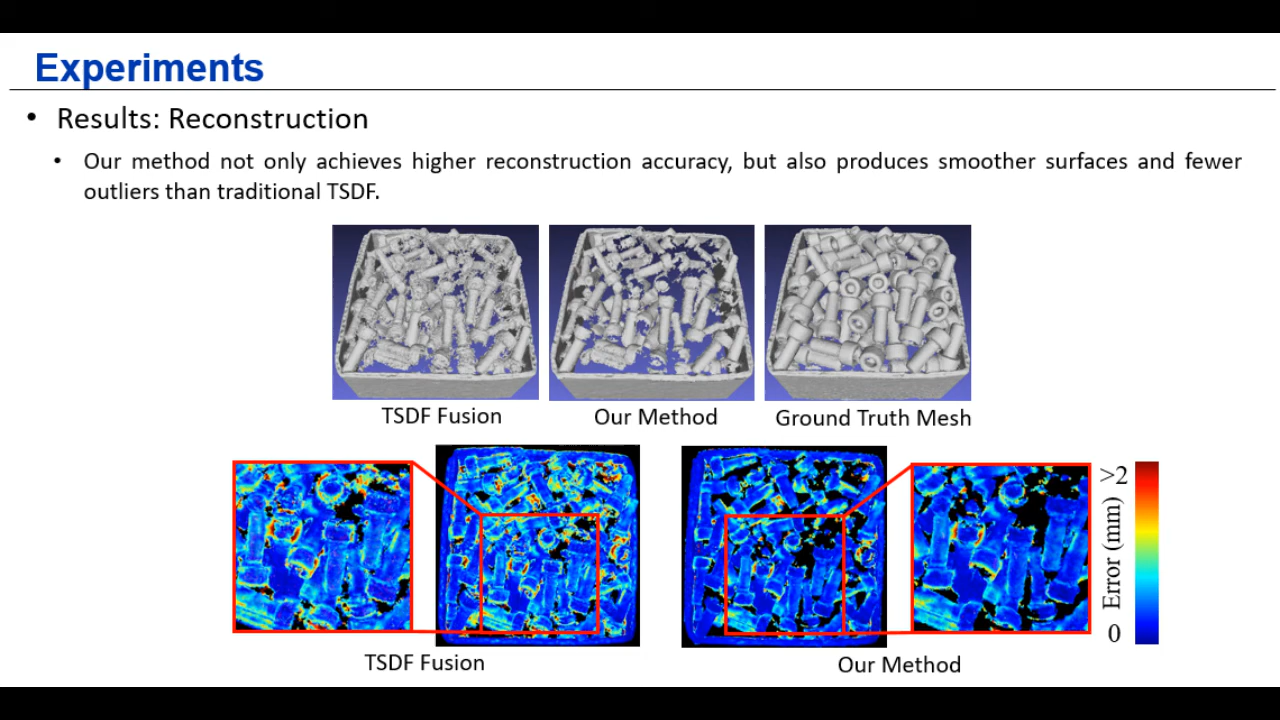 Experiments
• Results: Reconstruction
• Our method not only achieves higher reconstruction accuracy, but also produces smoother surfaces and fewer
outliers than traditional TSDF.
TSDF Fusion
Our Method
Ground Truth Mesh
>2
Error (mm)
0
TSDF Fusion
Our Method